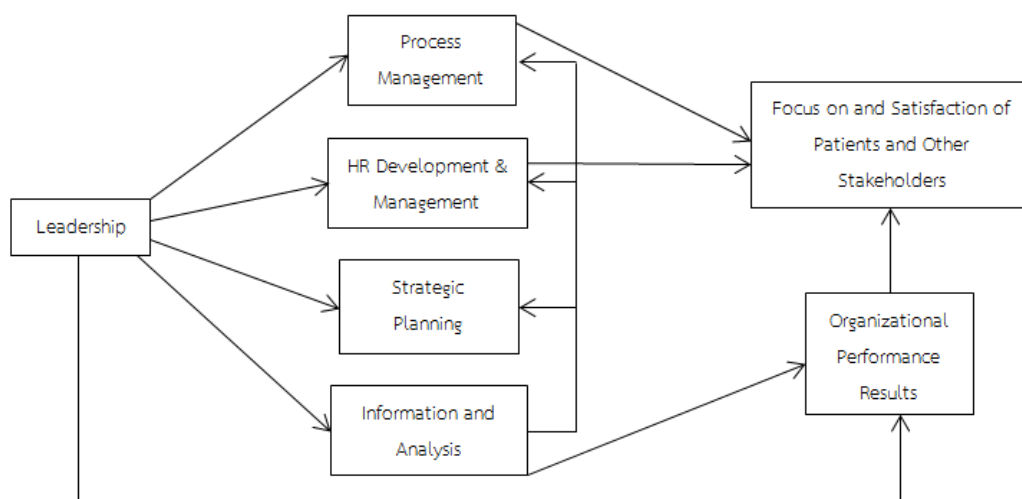 Process
Management
Focus on and Satisfaction of
Patients and Other
Stakeholders
HR Development &
Management
Leadership
Strategic
Planning
Organizational
Performance
Results
Information and
Analysis